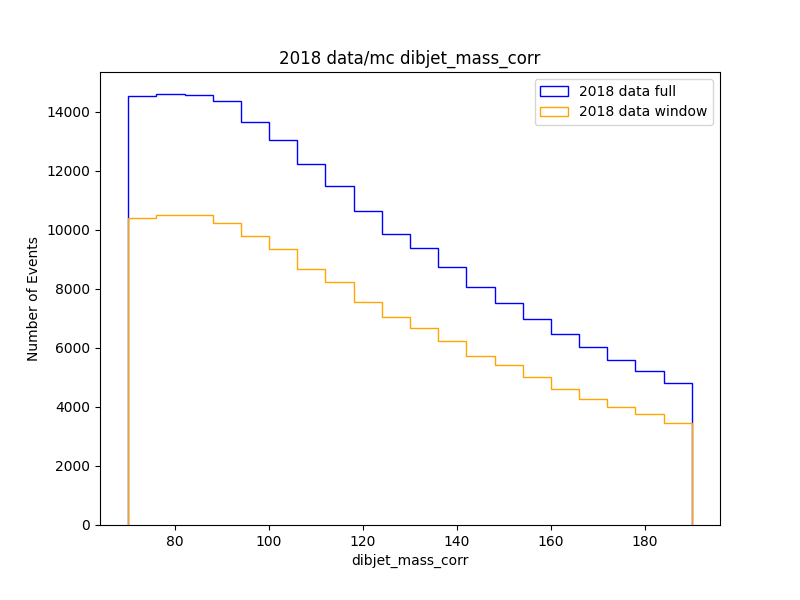 2018 data/mc dibjet_mass_corr
2018 data full
2018 data window
Number of Events
14000
12000
10000
8000
6000
4000
2000
0
80 100 120 140 160 180
dibjet_mass_corr